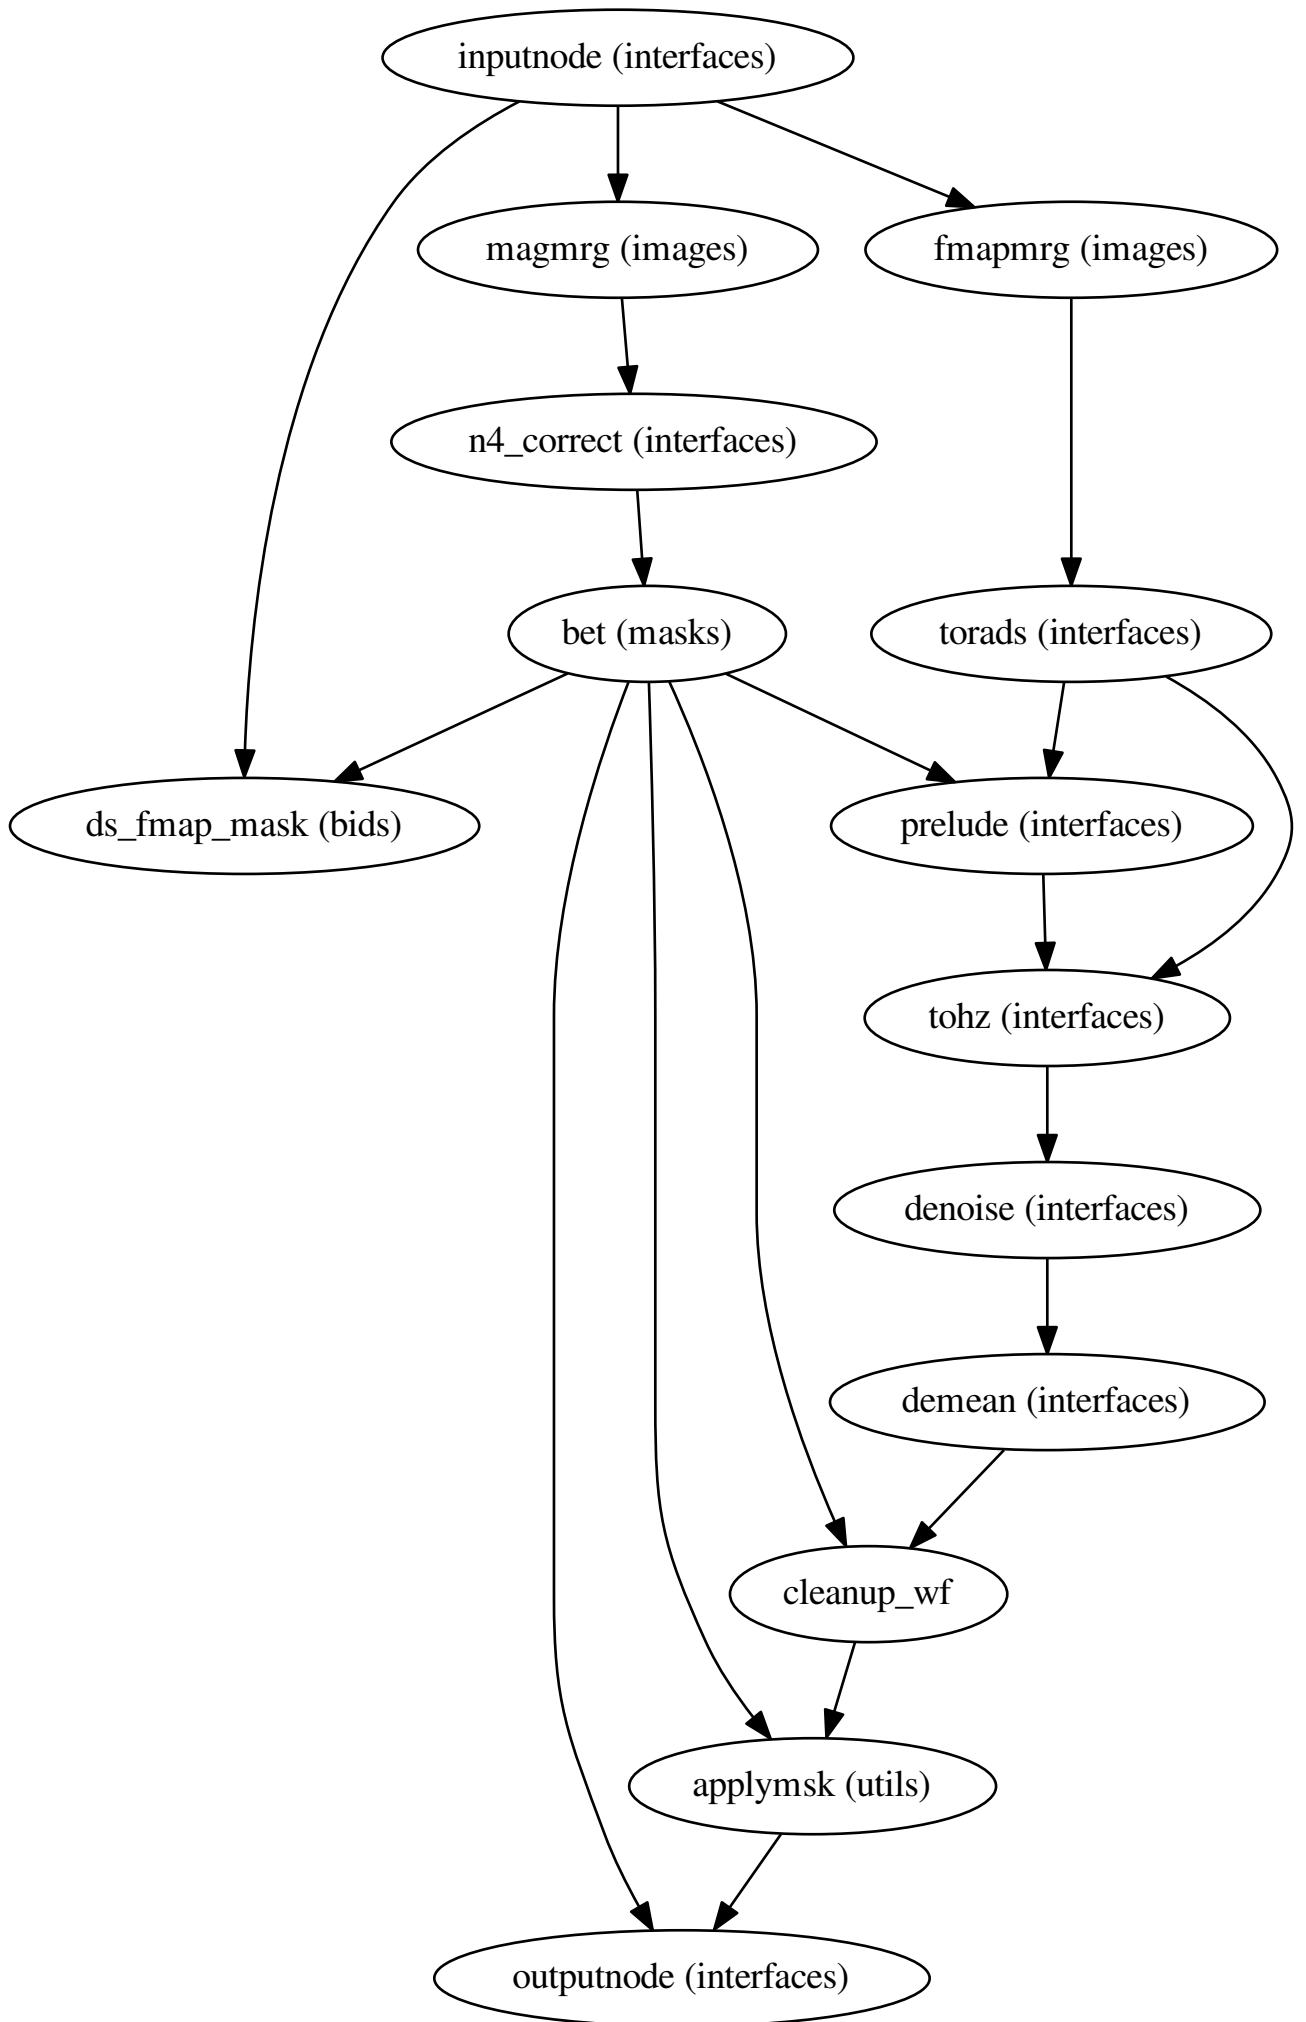 inputnode (interfaces)
magmrg (images)
fmapmrg (images)
n4_correct (interfaces)
bet (masks)
torads (interfaces)
ds_fmap_mask (bids)
prelude (interfaces)
tohz (interfaces)
denoise (interfaces)
demean (interfaces)
cleanup_wf
applymsk (utils)
outputnode (interfaces)